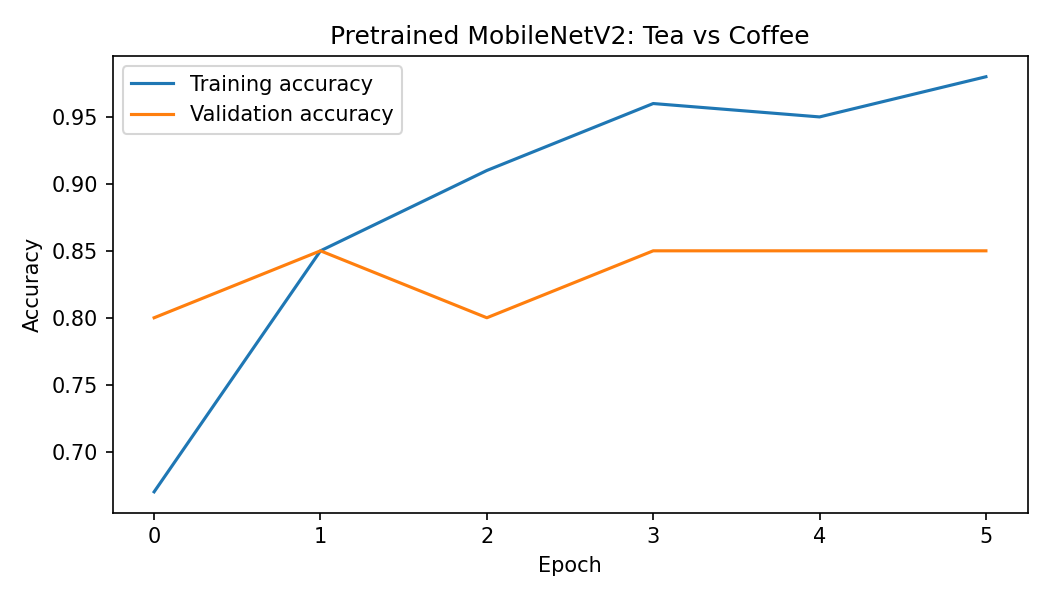 Pretrained MobileNetV2: Tea vs Coffee
Training accuracy
Validation accuracy
Accuracy
0.95
0.90
0.85
0.80
0.75
0.70
0 1 2 3 4 5
Epoch